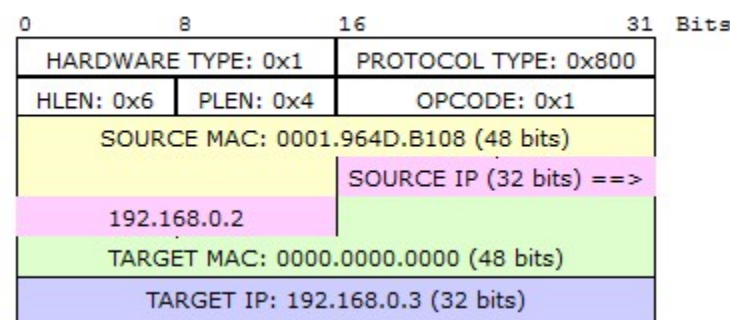 0 8 16 31 Bits
HARDWARE TYPE: 0x1 PROTOCOL TYPE: 0x800
HLEN: 0x6 PLEN: 0x4 OPCODE: 0x1
SOURCE MAC: 0001.964D.B108 (48 bits)
SOURCE IP (32 bits) ==>
192.168.0.2
TARGET MAC: 0000.0000.0000 (48 bits)
TARGET IP: 192.168.0.3 (32 bits)